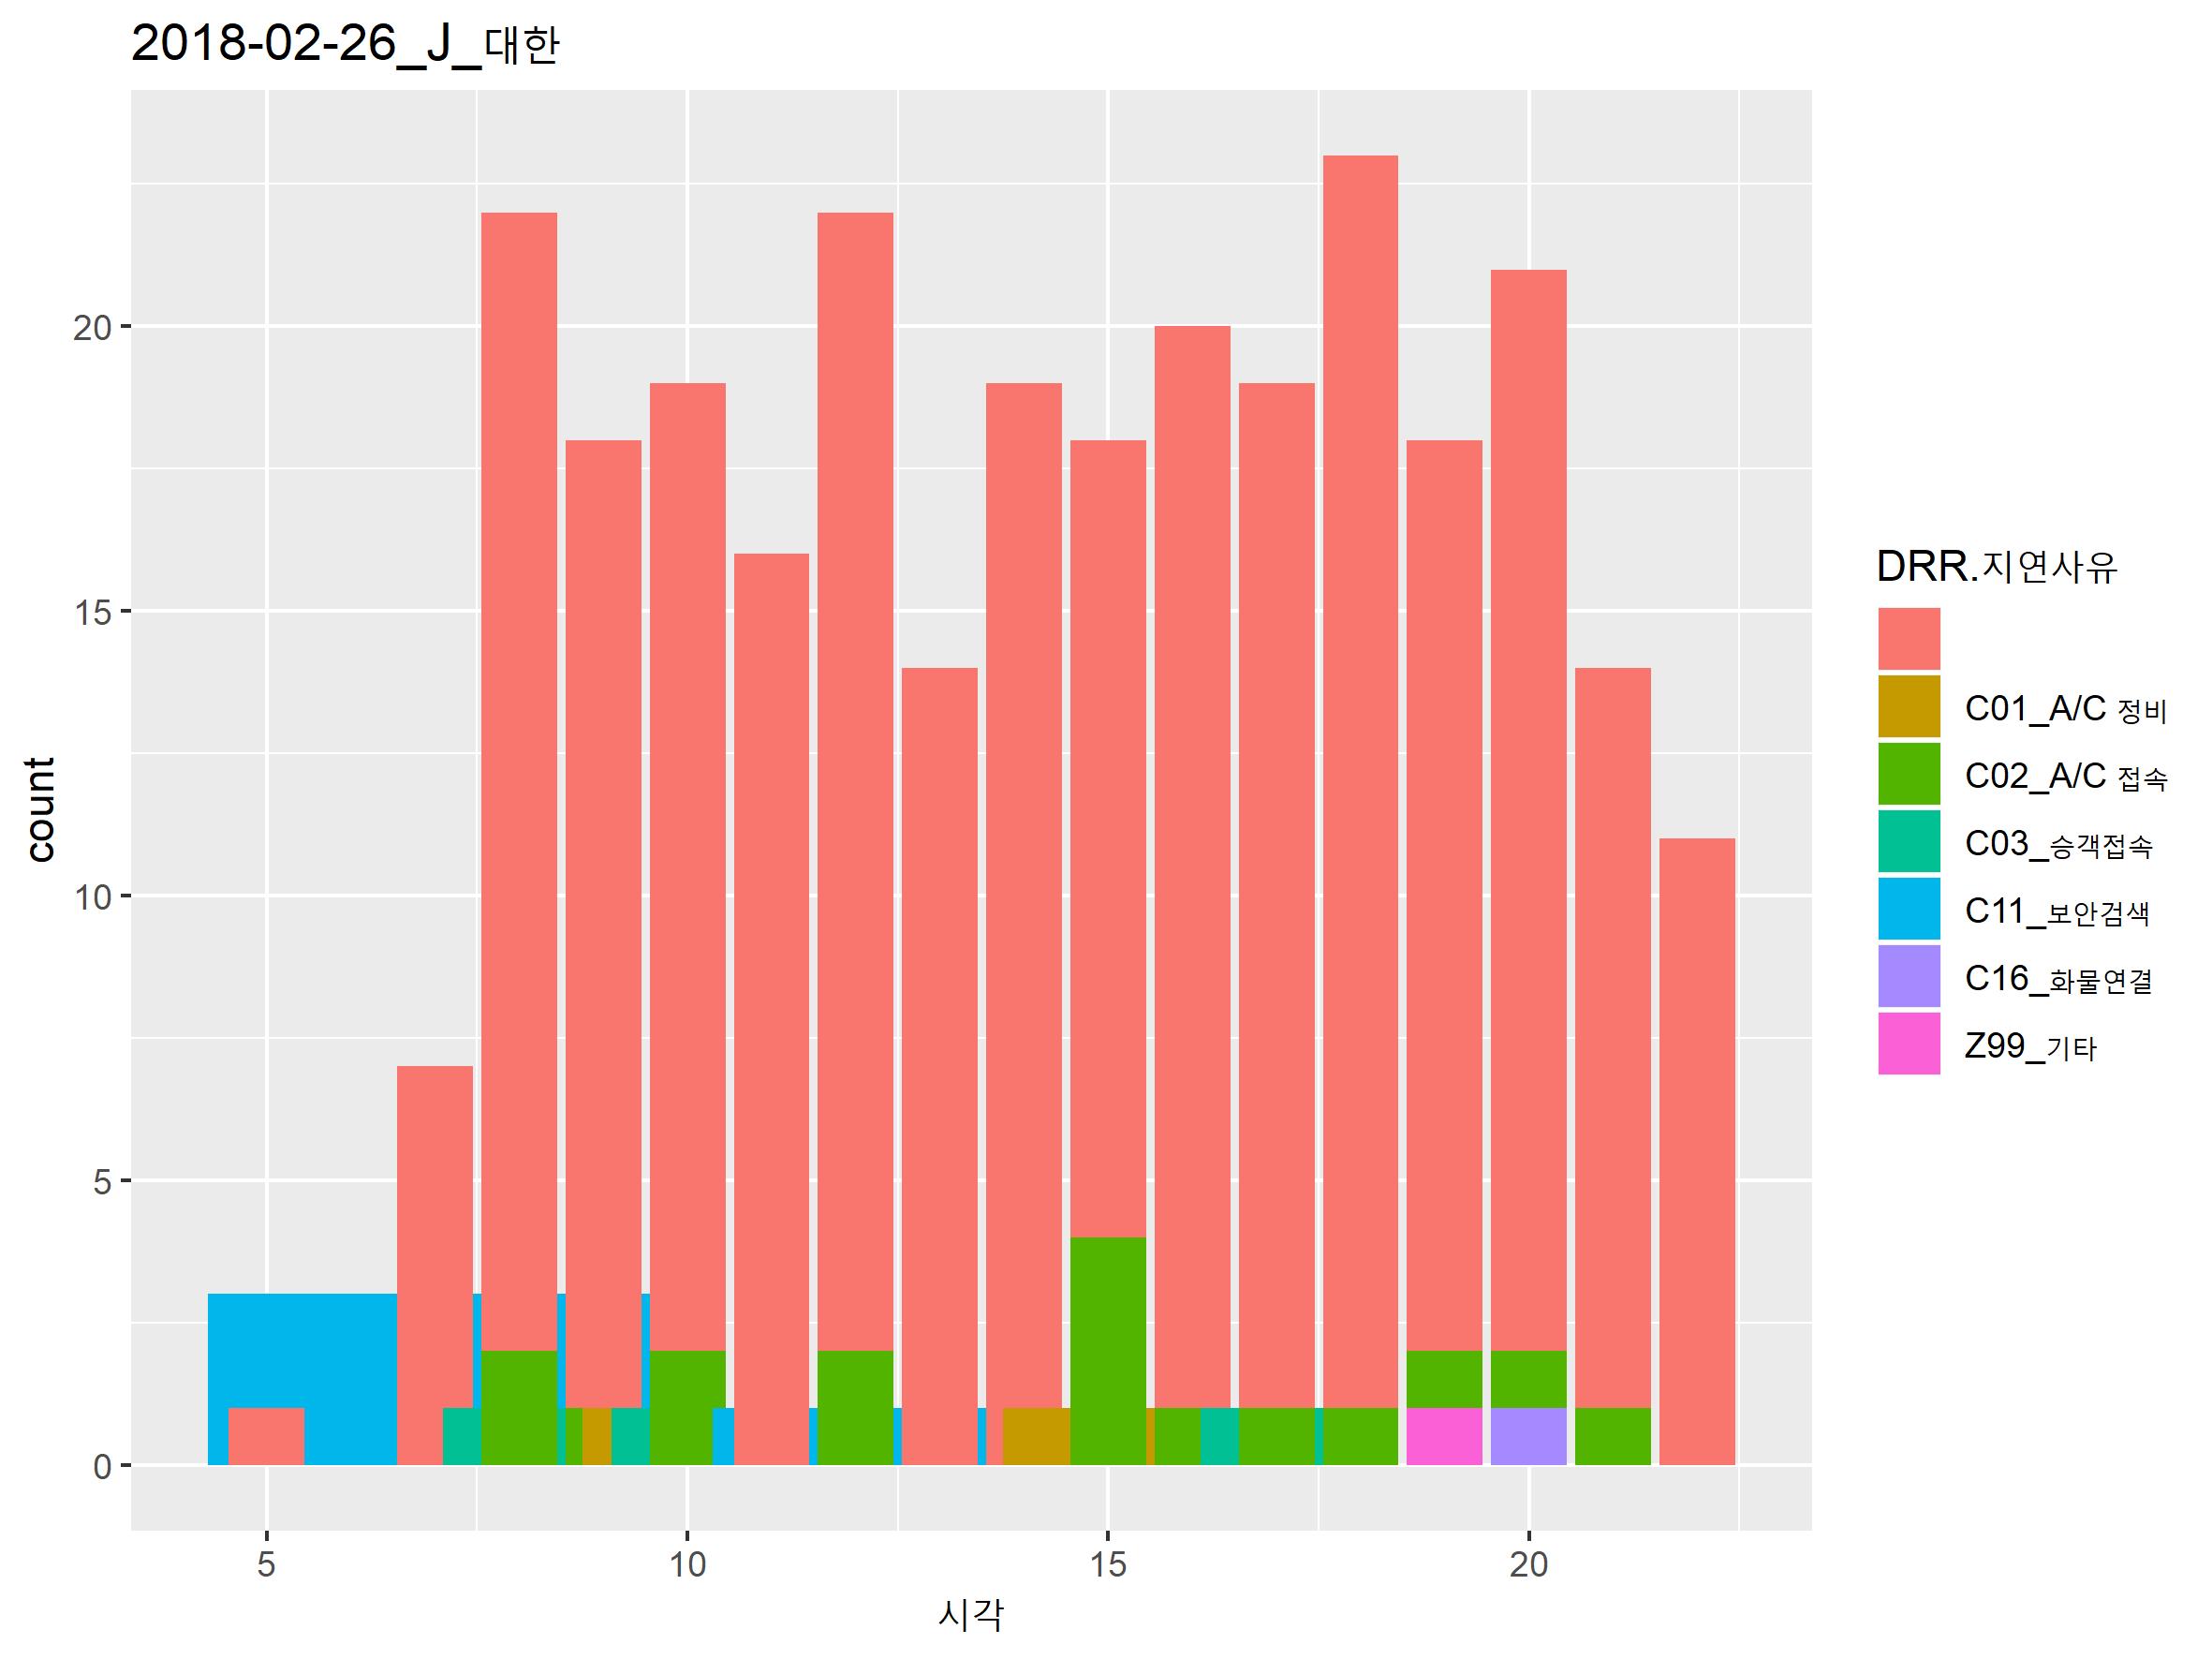 2018-02-26_J_대한
count
20
15
10
5
0
5 10 15 20
시각
DRR.지연사유
C01_A/C 정비
C02_A/C 접속
C03_승객접속
C11_보안검색
C16_화물연결
Z99_기타